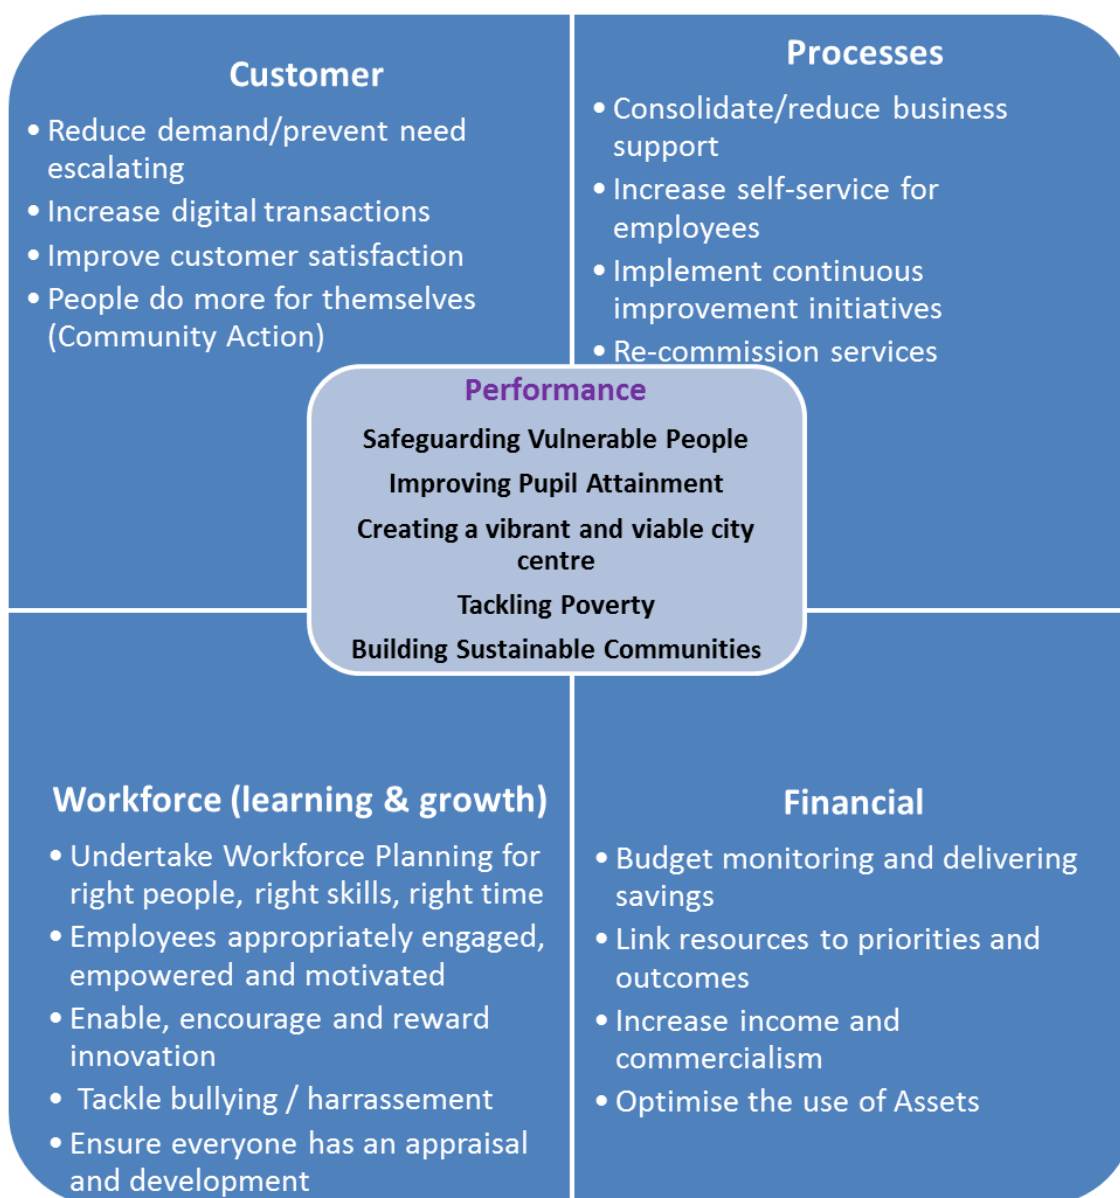 Customer
• Reduce demand/prevent need
escalating
• Increase digital transactions
• Improve customer satisfaction
• People do more for themselves
(Community Action)
Processes
• Consolidate/reduce business
support
• Increase self-service for
employees
• Implement continuous
improvement initiatives
• Re-commission services
Performance
Safeguarding Vulnerable People
Improving Pupil Attainment
Creating a vibrant and viable city
centre
Tackling Poverty
Building Sustainable Communities
Workforce (learning & growth)
• Undertake Workforce Planning for
right people, right skills, right time
• Employees appropriately engaged,
empowered and motivated
• Enable, encourage and reward
innovation
• Tackle bullying / harrassement
• Ensure everyone has an appraisal
and development
Financial
• Budget monitoring and delivering
savings
• Link resources to priorities and
outcomes
• Increase income and
commercialism
• Optimise the use of Assets